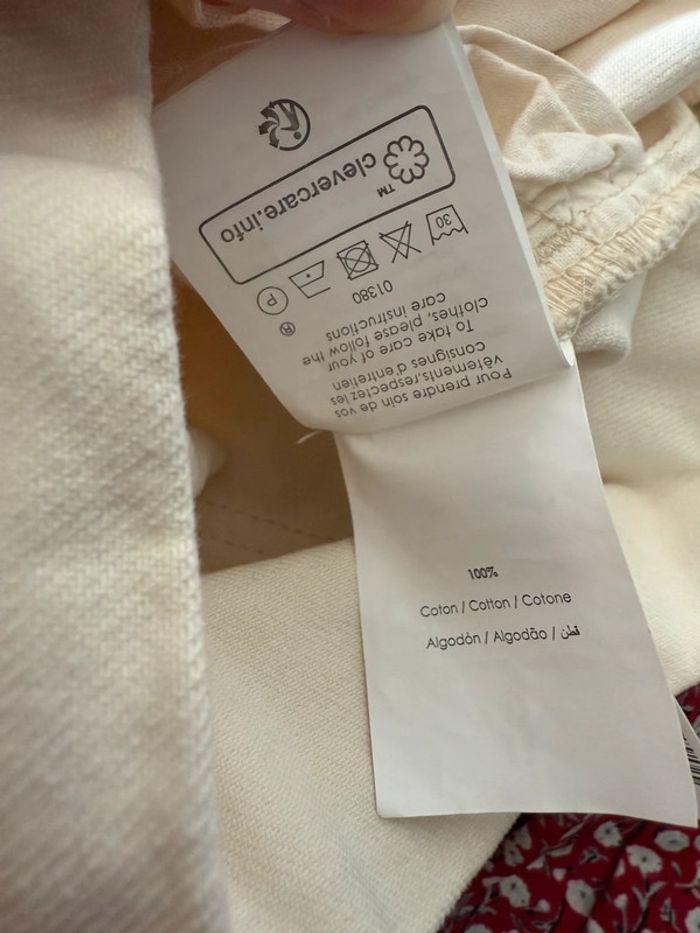 Pour prendre soin de vos
vêtements,respectez les
consignes d'entretien
To take care of your
clothes, please follow the
care instructions
®
01380
30
P
clevercare.info
™
100%
Coton / Cotton / Cotone
Algodón / Algodão / قطن